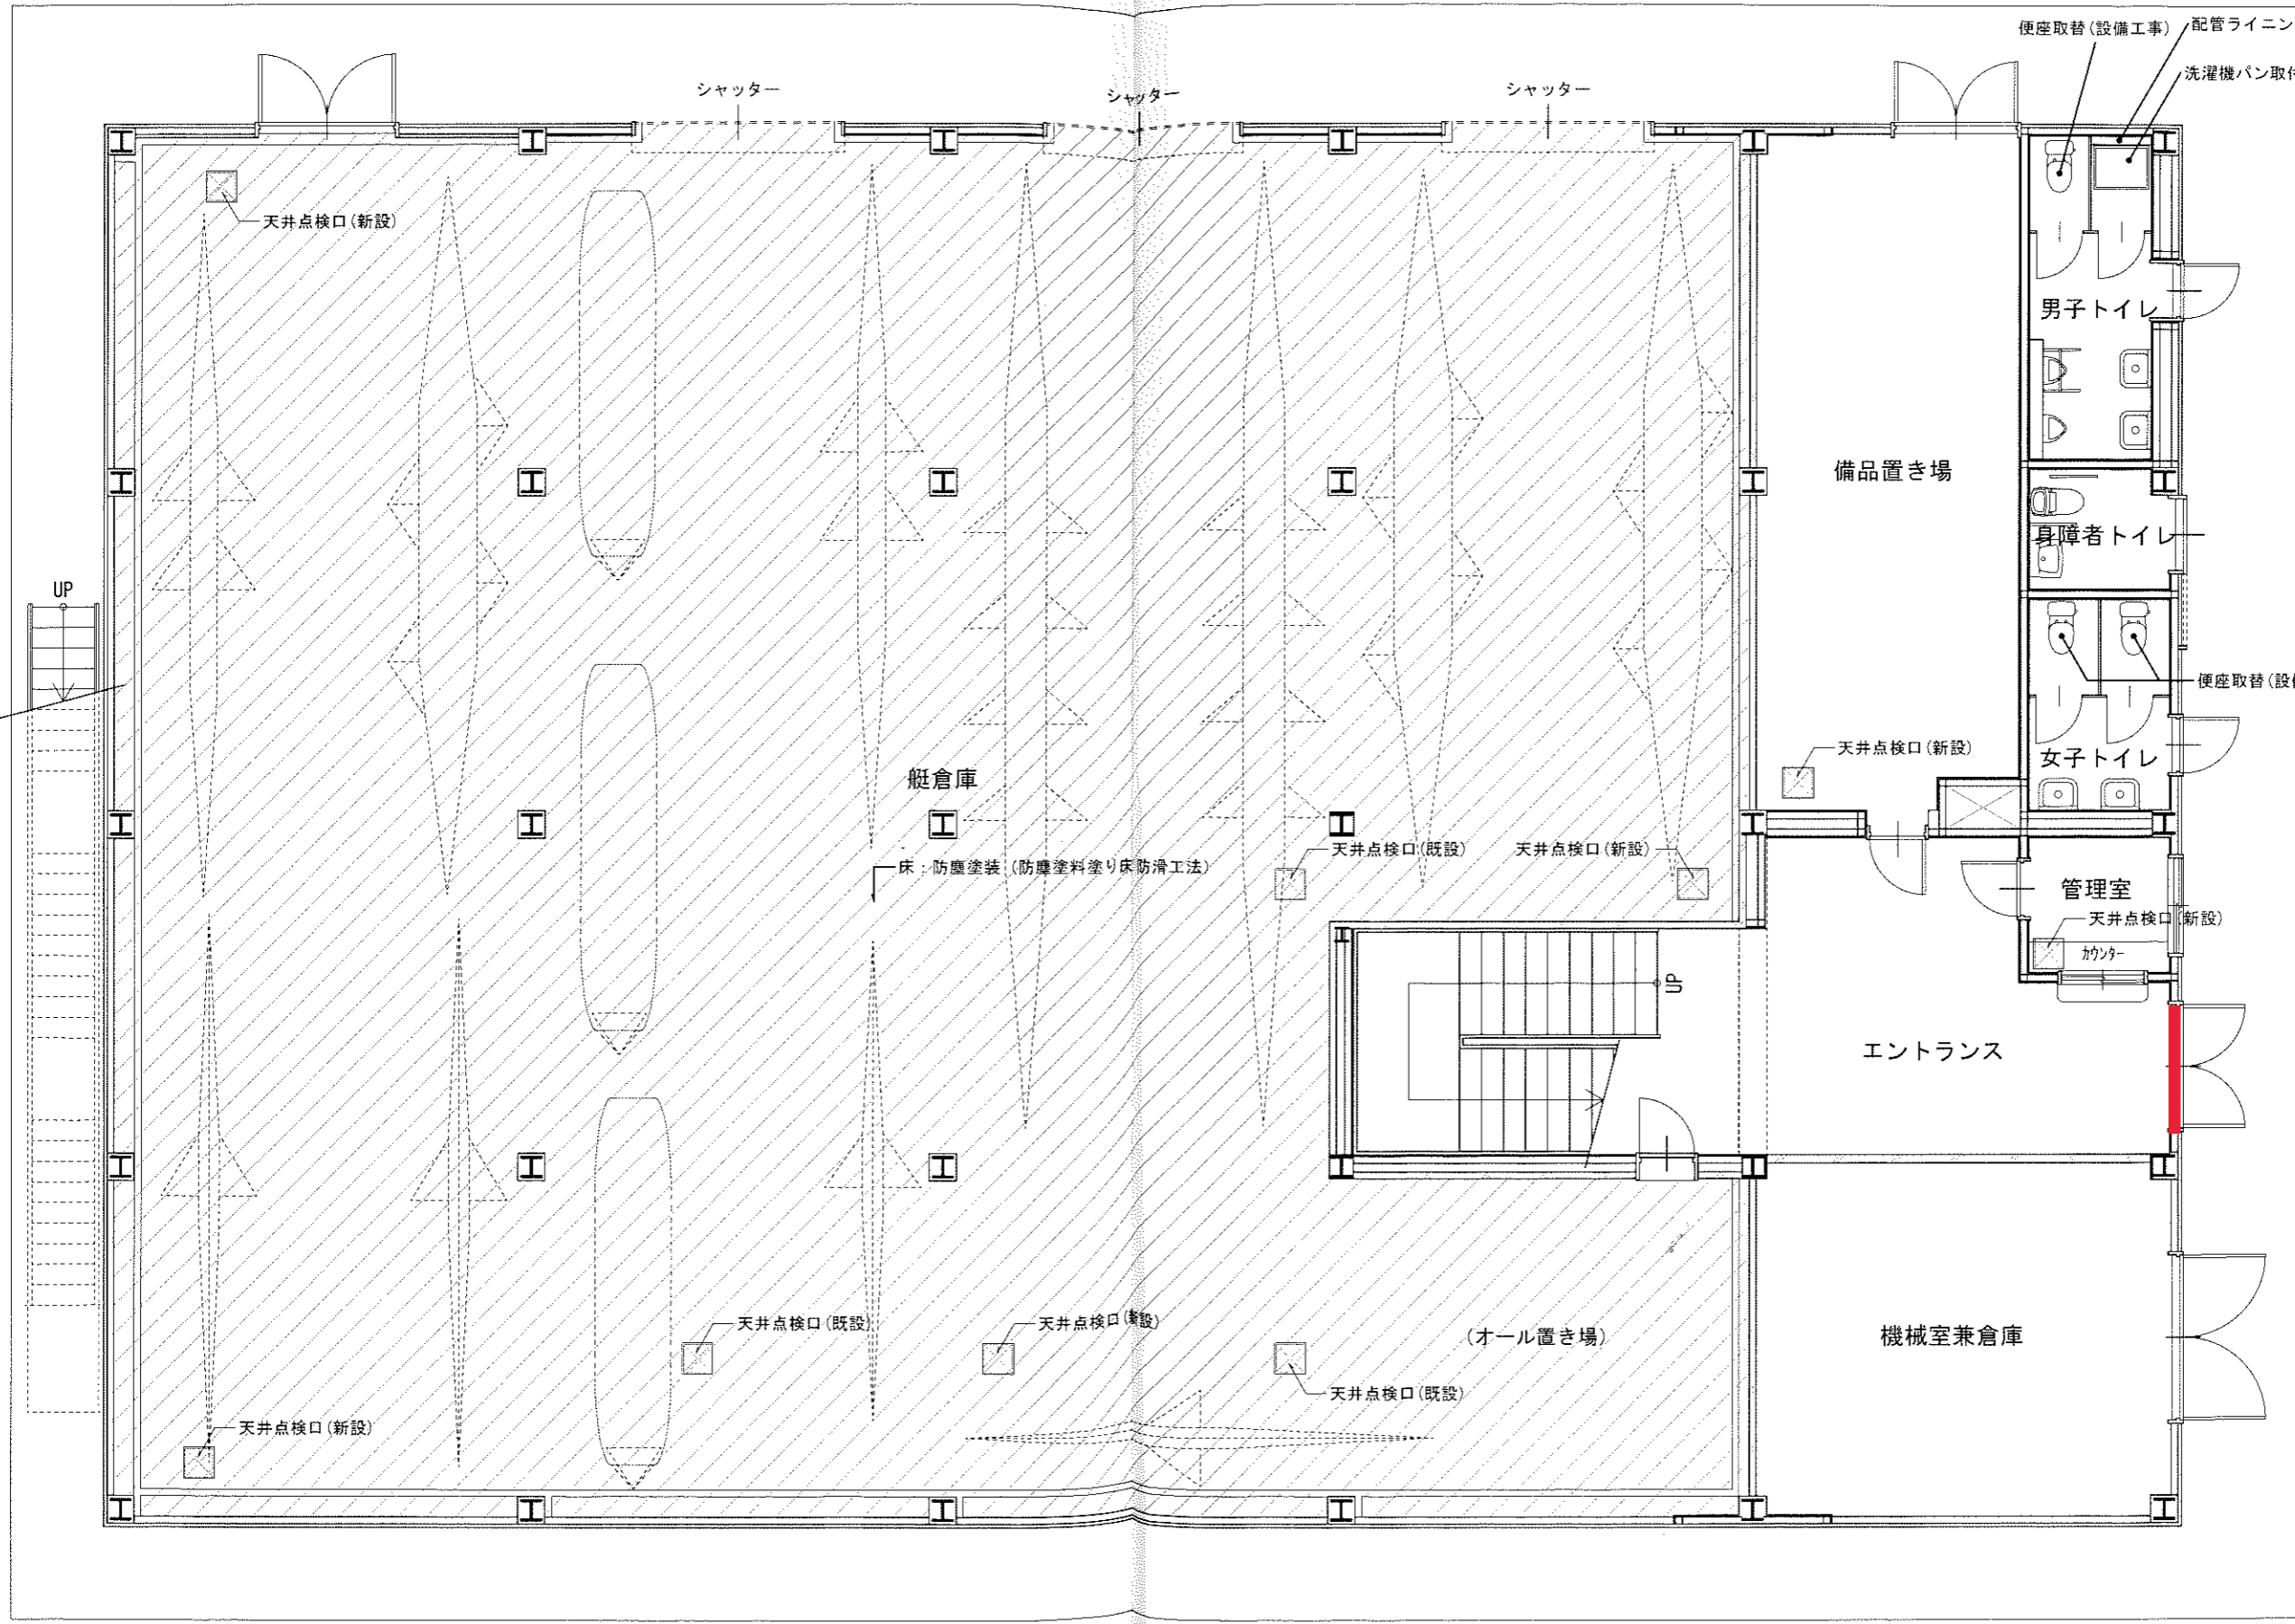 便座取替(設備工事)
配管ライニン
洗濯機パン取付
シャッター
シャッター
シャッター
天井点検口(新設)
男子トイレ
備品置き場
身障者トイレ
UP
便座取替(設備
天井点検口(新設)
女子トイレ
艇倉庫
床：防塵塗装(防塵塗料塗り床防滑工法)
天井点検口(既設)
天井点検口(新設)
管理室
天井点検口(新設)
カウンター
UP
エントランス
天井点検口(既設)
天井点検口(新設)
(オール置き場)
機械室兼倉庫
天井点検口(既設)
天井点検口(新設)